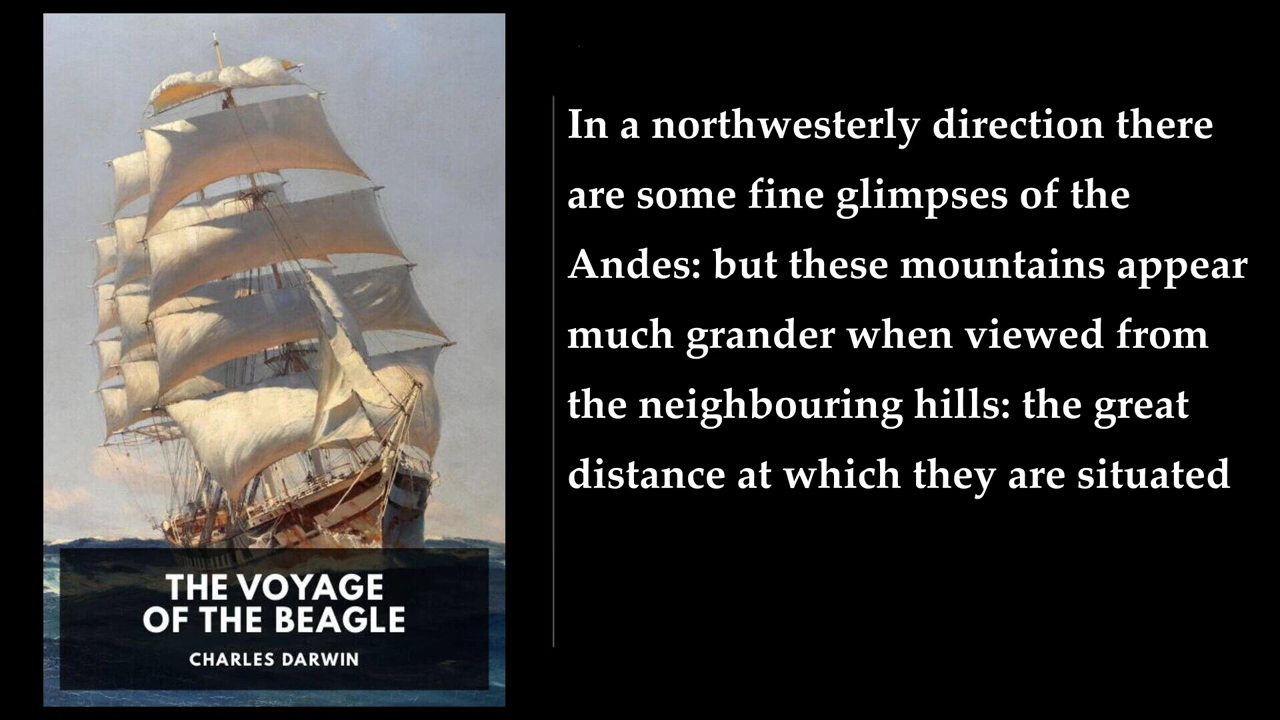 THE VOYAGE
OF THE BEAGLE
CHARLES DARWIN
In a northwesterly direction there
are some fine glimpses of the
Andes: but these mountains appear
much grander when viewed from
the neighbouring hills: the great
distance at which they are situated